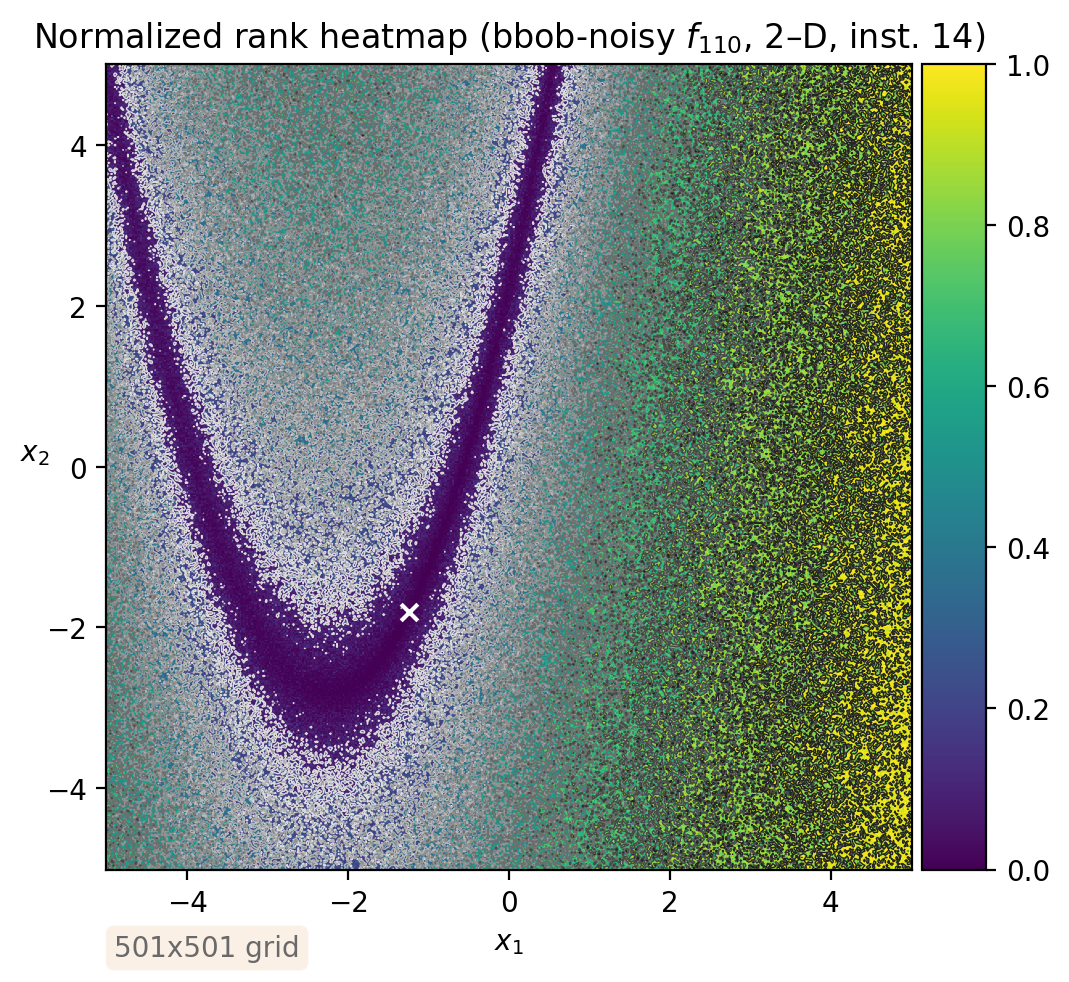 Normalized rank heatmap (bbob-noisy f₁₁₀, 2–D, inst. 14)
1.0
0.8
0.6
0.4
0.2
0.0
4
2
0
−2
−4
x₂
−4 −2 0 2 4
x₁
501x501 grid